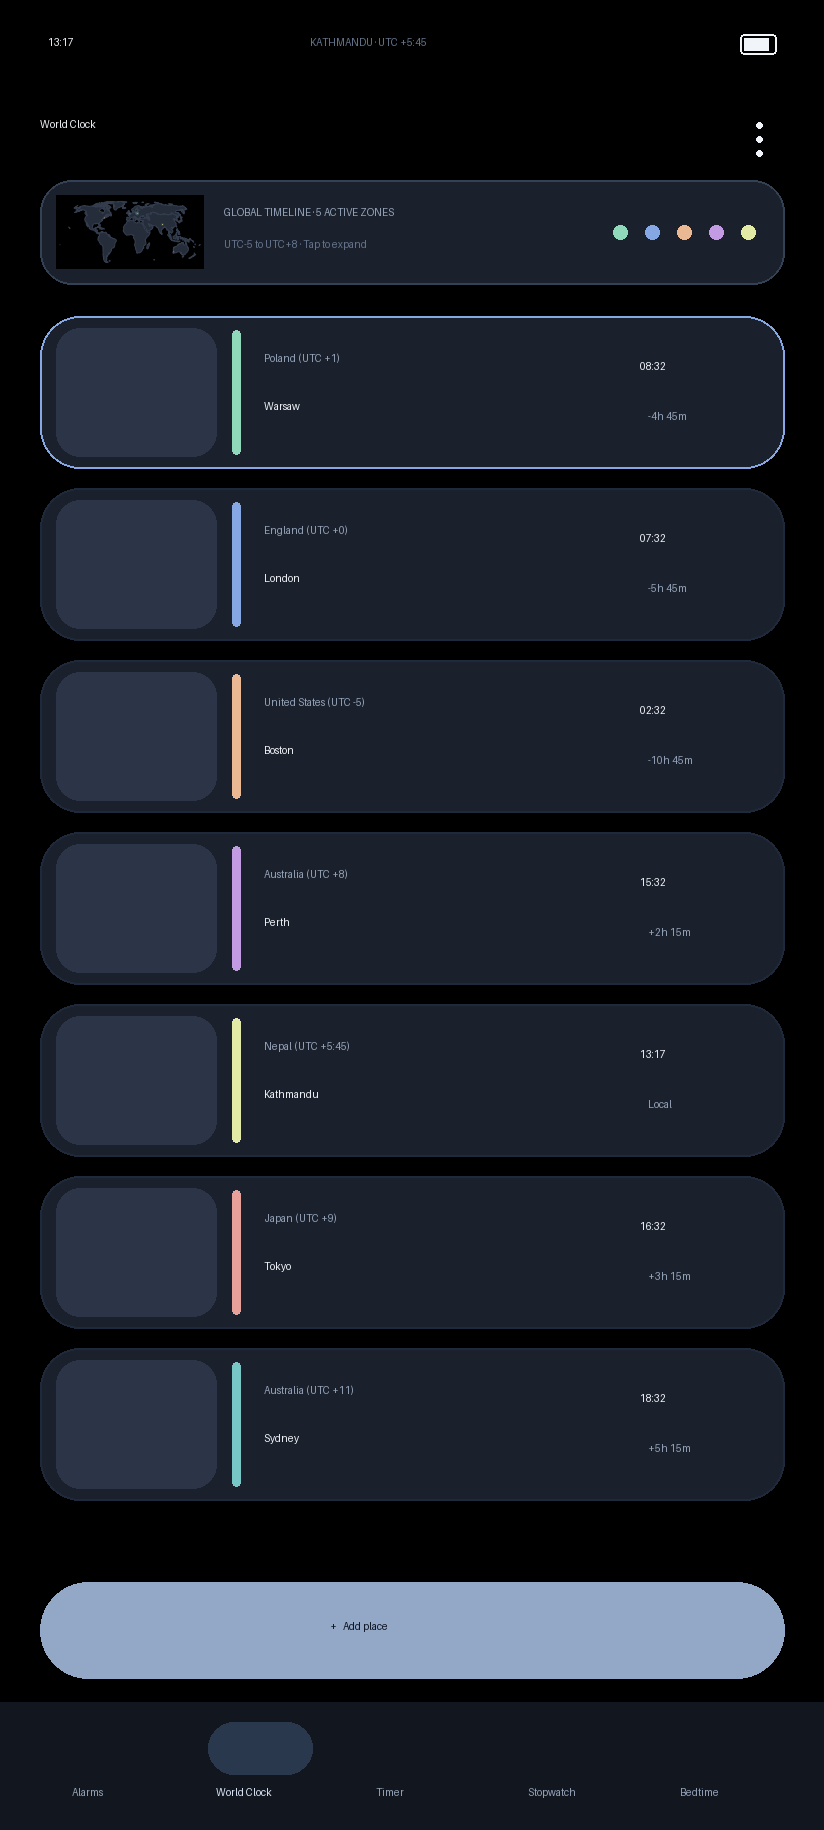 13:17
KATHMANDU · UTC +5:45
World Clock
GLOBAL TIMELINE · 5 ACTIVE ZONES
UTC-5 to UTC+8 · Tap to expand
Poland (UTC +1)
08:32
Warsaw
-4h 45m
England (UTC +0)
07:32
London
-5h 45m
United States (UTC -5)
02:32
Boston
-10h 45m
Australia (UTC +8)
15:32
Perth
+2h 15m
Nepal (UTC +5:45)
13:17
Kathmandu
Local
Japan (UTC +9)
16:32
Tokyo
+3h 15m
Australia (UTC +11)
18:32
Sydney
+5h 15m
+ Add place
Alarms
World Clock
Timer
Stopwatch
Bedtime